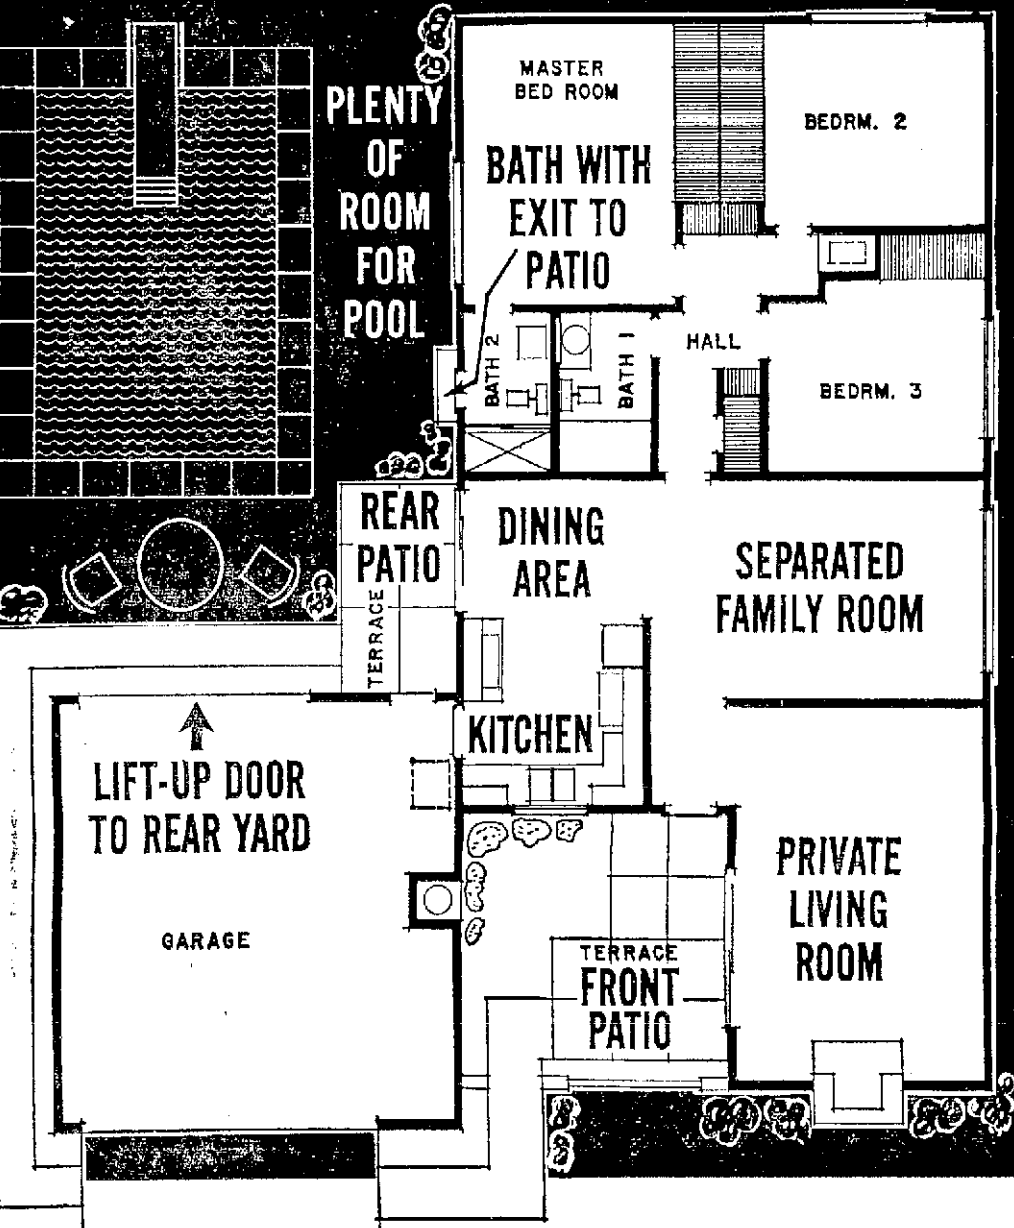 MASTER
BED ROOM
BEDRM. 2
PLENTY
OF
ROOM
FOR
POOL
BATH WITH
EXIT TO
PATIO
BATH 2
BATH 1
HALL
BEDRM. 3
REAR
PATIO
TERRACE
DINING
AREA
SEPARATED
FAMILY ROOM
KITCHEN
LIFT-UP DOOR
TO REAR YARD
GARAGE
PRIVATE
LIVING
ROOM
TERRACE
FRONT
PATIO